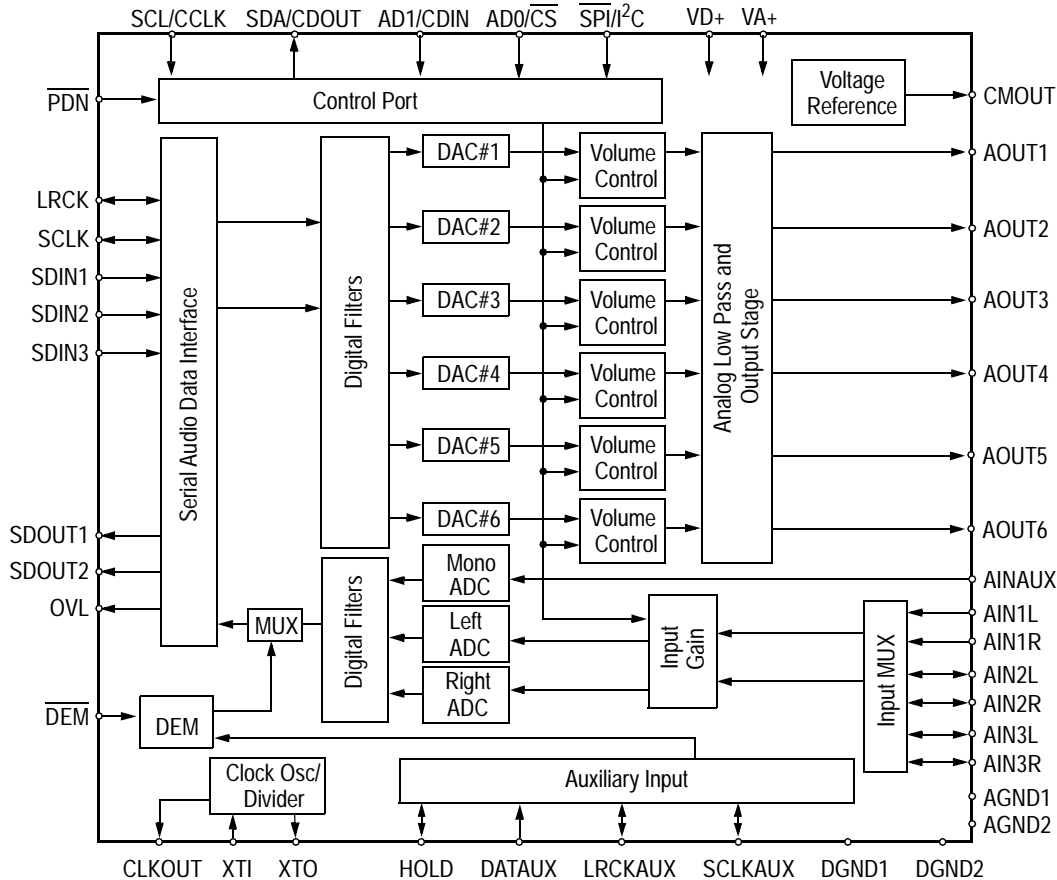 SCL/CCLK SDA/CDOUT AD1/CDIN AD0/CS SPI/I²C VD+ VA+
PDN
Control Port
Voltage
Reference
CMOUT
LRCK
SCLK
SDIN1
SDIN2
SDIN3
SDOUT1
SDOUT2
OVL
DEM
Serial Audio Data Interface
Digital Filters
DAC#1
DAC#2
DAC#3
DAC#4
DAC#5
DAC#6
Volume
Control
Volume
Control
Volume
Control
Volume
Control
Volume
Control
Volume
Control
Analog Low Pass and
Output Stage
AOUT1
AOUT2
AOUT3
AOUT4
AOUT5
AOUT6
MUX
Digital Filters
Mono
ADC
Left
ADC
Right
ADC
Input
Gain
Input MUX
AINAUX
AIN1L
AIN1R
AIN2L
AIN2R
AIN3L
AIN3R
AGND1
AGND2
DEM
Clock Osc/
Divider
Auxiliary Input
CLKOUT XTI XTO HOLD DATAUX LRCKAUX SCLKAUX DGND1 DGND2